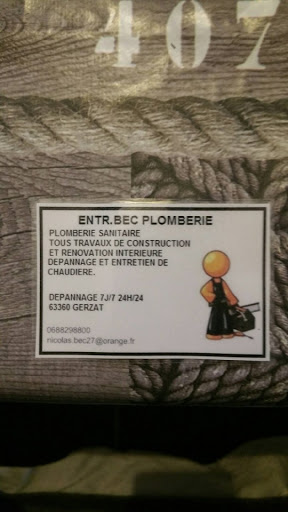 407
ENTR.BEC PLOMBERIE
PLOMBERIE SANITAIRE
TOUS TRAVAUX DE CONSTRUCTION
ET RENOVATION INTERIEURE
DEPANNAGE ET ENTRETIEN DE
CHAUDIERE.
DEPANNAGE 7J/7 24H/24
63360 GERZAT
0688298800
nicolas.bec27@orange.fr